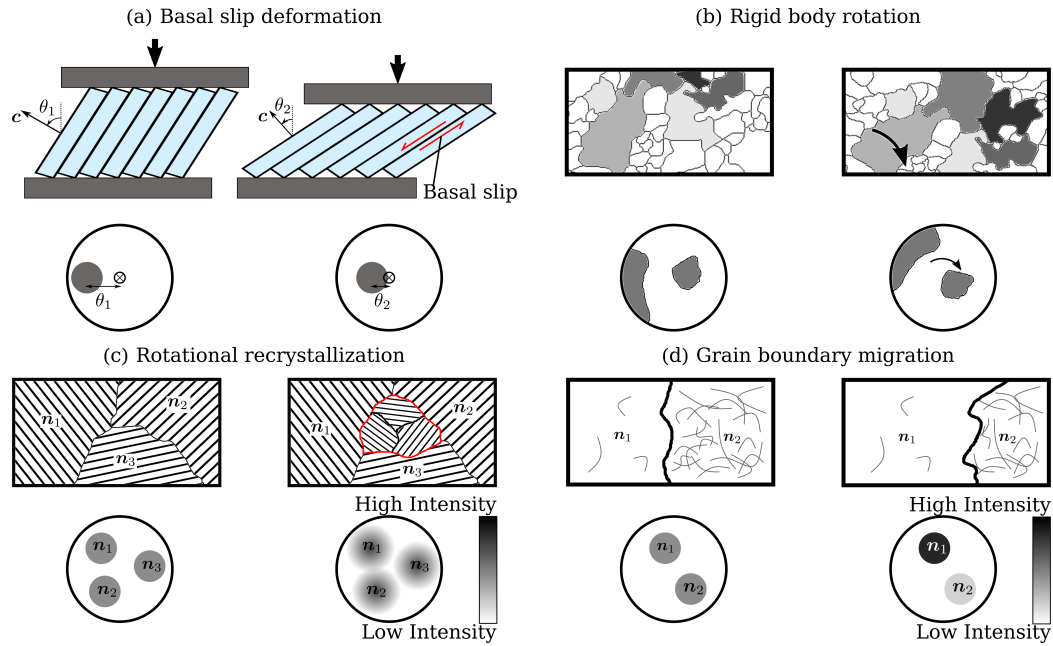 (a) Basal slip deformation
θ1
c
θ2
c
Basal slip
θ1
θ2
(b) Rigid body rotation
(c) Rotational recrystallization
n1
n2
n3
n1
n2
n3
High Intensity
n1
n3
n2
n1
n3
n2
Low Intensity
(d) Grain boundary migration
n1
n2
n1
n2
High Intensity
n1
n2
n1
n2
Low Intensity